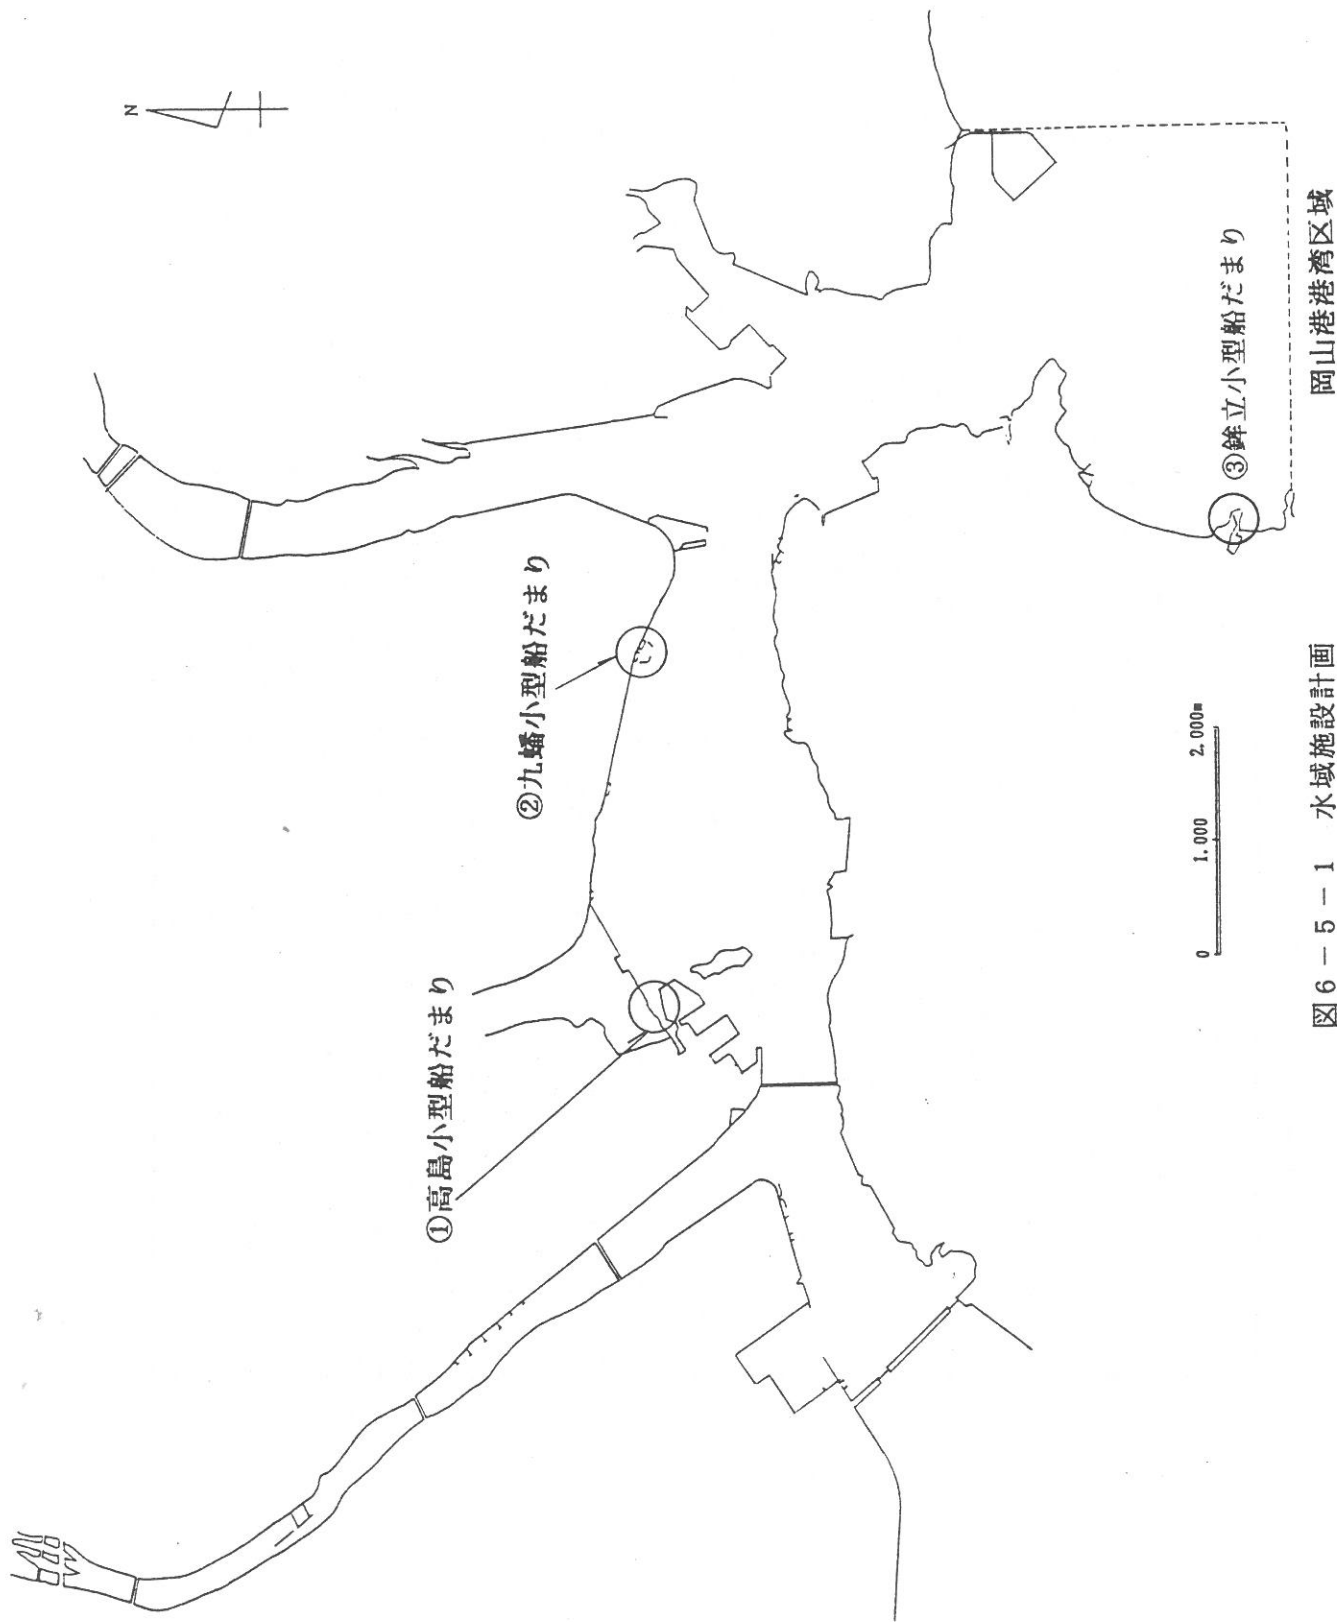 N
①高島小型船だまり
②九蟠小型船だまり
③鉾立小型船だまり
0 1.000 2.000m
図6-5-1 水域施設計画
岡山港港湾区域